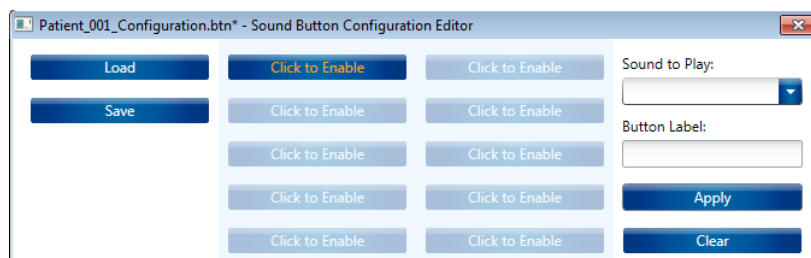 Patient_001_Configuration.btn* - Sound Button Configuration Editor
Load
Save
Click to Enable
Click to Enable
Click to Enable
Click to Enable
Click to Enable
Click to Enable
Click to Enable
Click to Enable
Click to Enable
Click to Enable
Sound to Play:
Button Label:
Apply
Clear